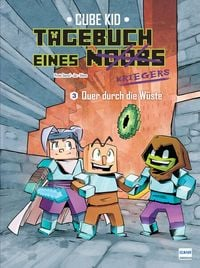 CUBE KID
TAGEBUCH
EINES NOOBS
KRIEGERS
3 Quer durch die Wüste